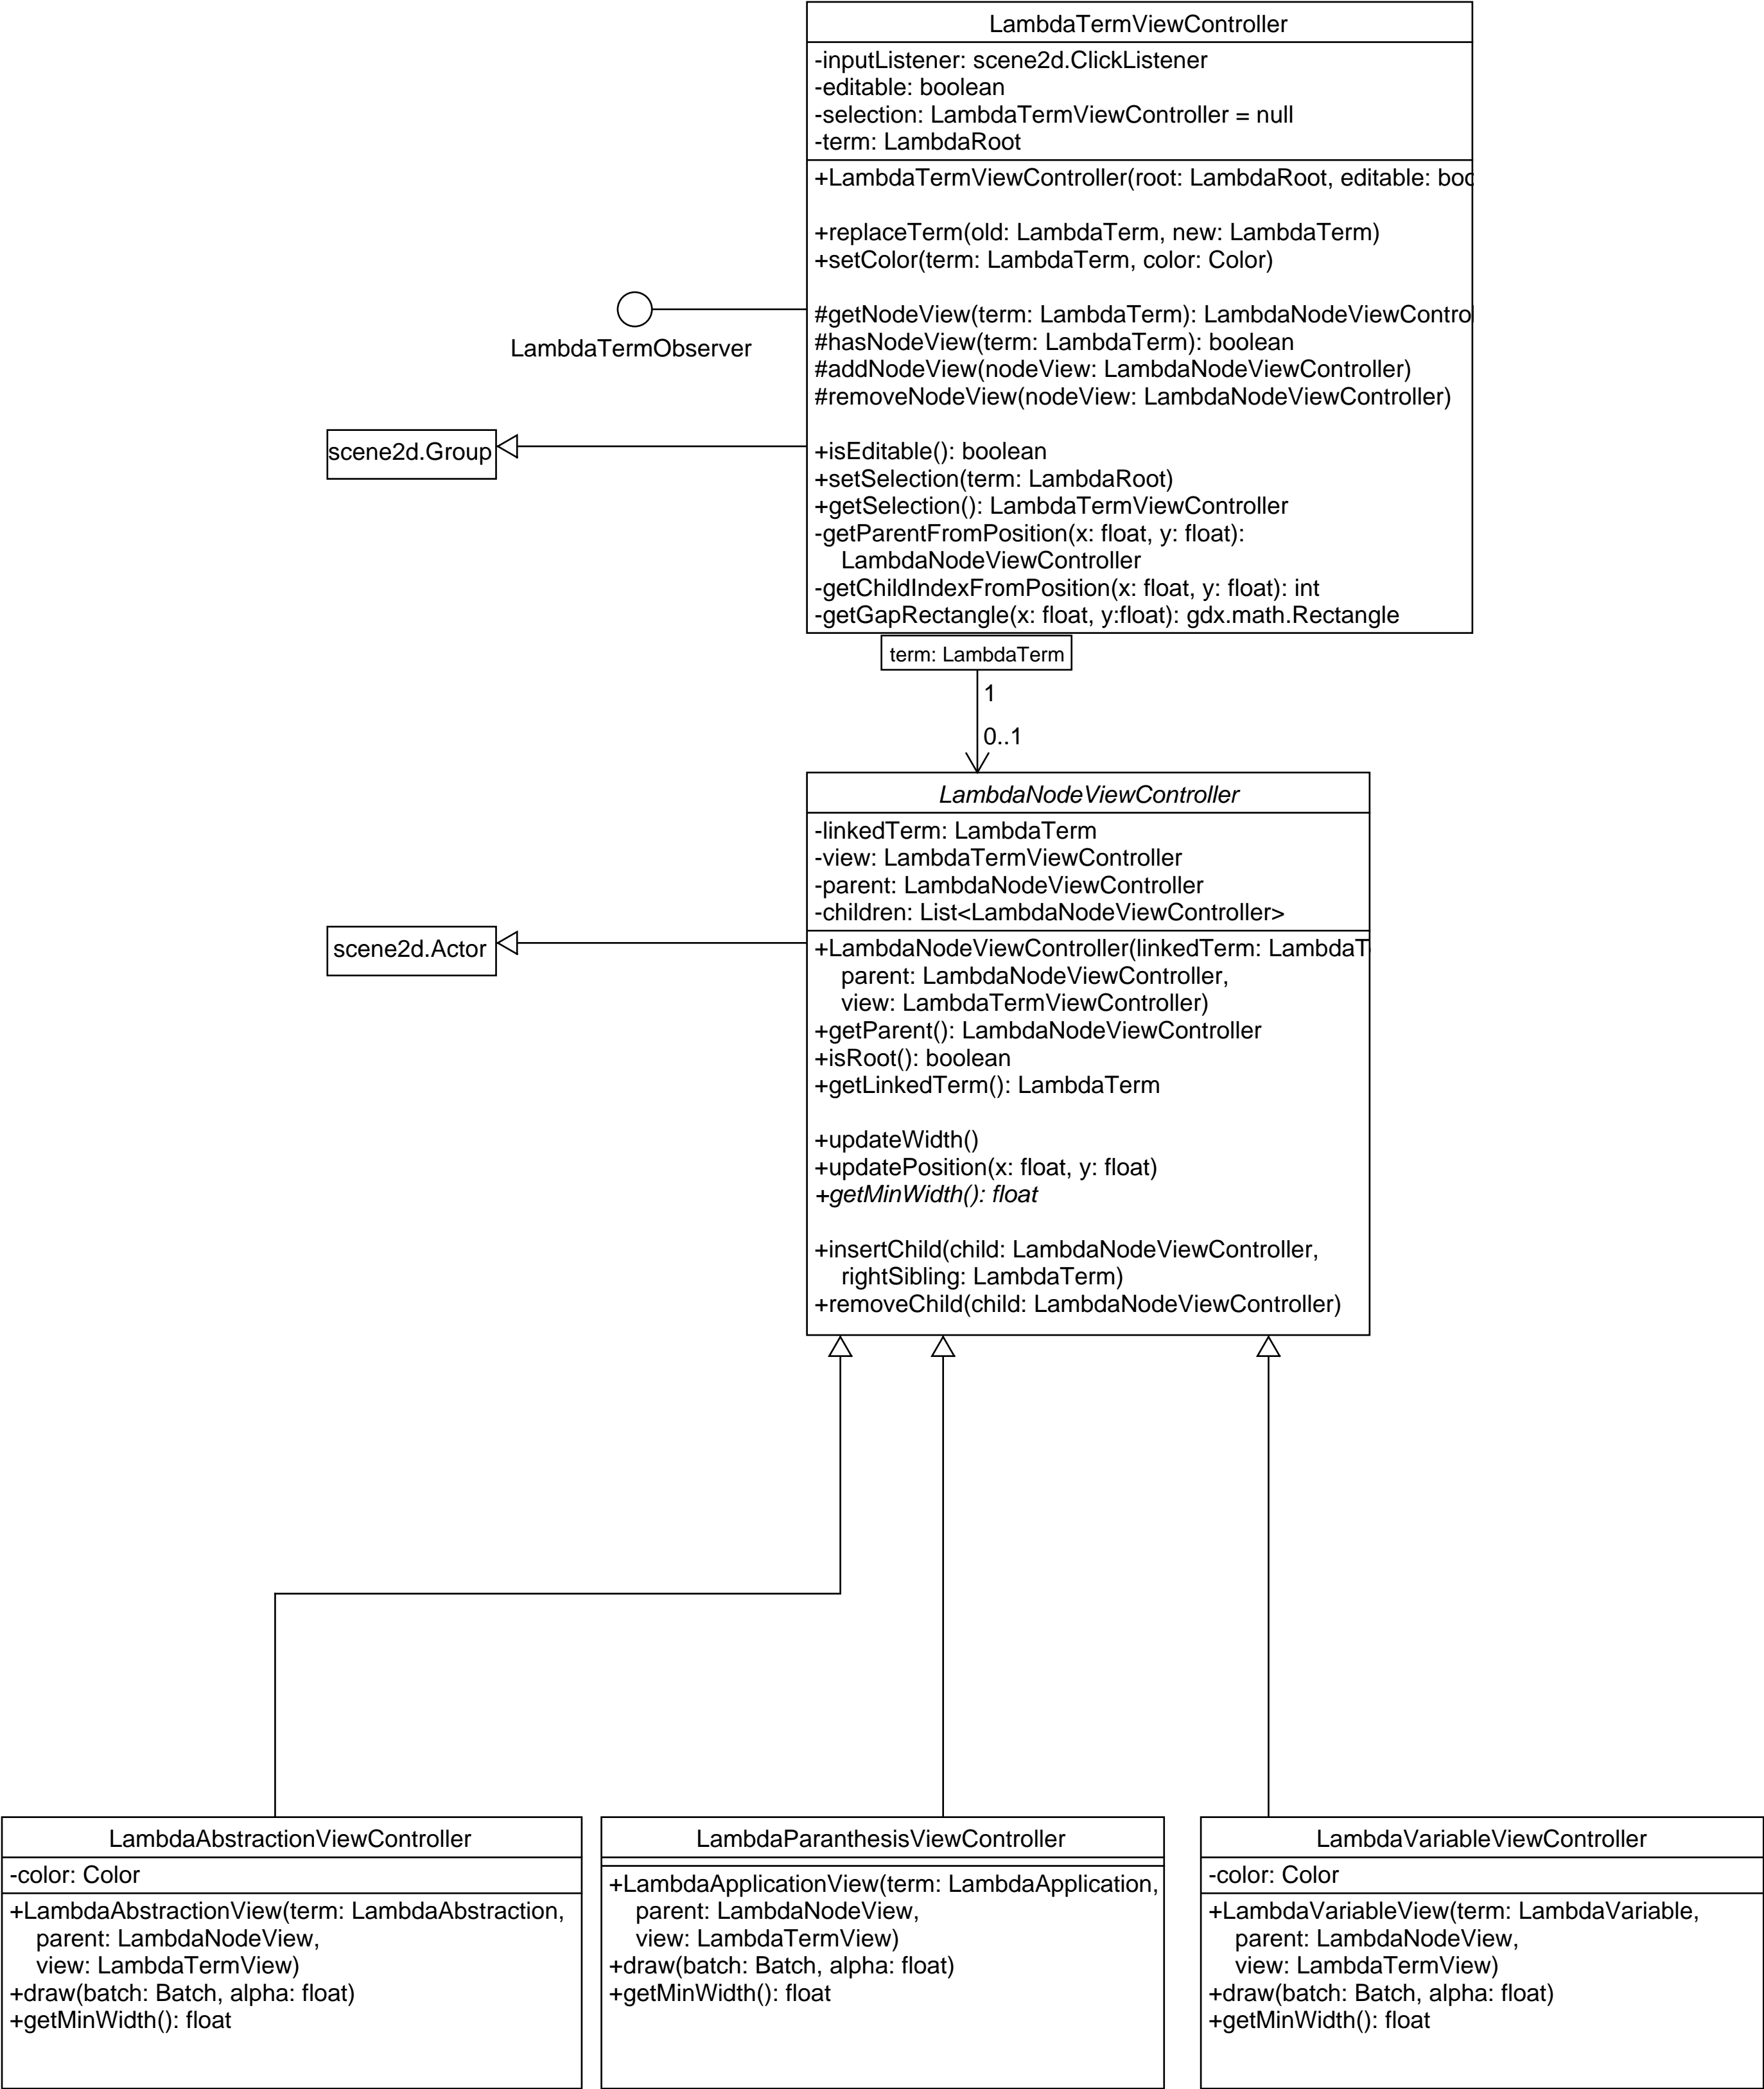 LambdaTermViewController
-inputListener: scene2d.ClickListener
-editable: boolean
-selection: LambdaTermViewController = null
-term: LambdaRoot
+LambdaTermViewController(root: LambdaRoot, editable: boo
+replaceTerm(old: LambdaTerm, new: LambdaTerm)
+setColor(term: LambdaTerm, color: Color)
#getNodeView(term: LambdaTerm): LambdaNodeViewControl
#hasNodeView(term: LambdaTerm): boolean
#addNodeView(nodeView: LambdaNodeViewController)
#removeNodeView(nodeView: LambdaNodeViewController)
+isEditable(): boolean
+setSelection(term: LambdaRoot)
+getSelection(): LambdaTermViewController
-getParentFromPosition(x: float, y: float):
LambdaNodeViewController
-getChildIndexFromPosition(x: float, y: float): int
-getGapRectangle(x: float, y:float): gdx.math.Rectangle
LambdaTermObserver
scene2d.Group
term: LambdaTerm
1
0..1
LambdaNodeViewController
-linkedTerm: LambdaTerm
-view: LambdaTermViewController
-parent: LambdaNodeViewController
-children: List<LambdaNodeViewController>
+LambdaNodeViewController(linkedTerm: LambdaT
parent: LambdaNodeViewController,
view: LambdaTermViewController)
+getParent(): LambdaNodeViewController
+isRoot(): boolean
+getLinkedTerm(): LambdaTerm
+updateWidth()
+updatePosition(x: float, y: float)
+getMinWidth(): float
+insertChild(child: LambdaNodeViewController,
rightSibling: LambdaTerm)
+removeChild(child: LambdaNodeViewController)
scene2d.Actor
LambdaAbstractionViewController
-color: Color
+LambdaAbstractionView(term: LambdaAbstraction,
parent: LambdaNodeView,
view: LambdaTermView)
+draw(batch: Batch, alpha: float)
+getMinWidth(): float
LambdaParanthesisViewController
+LambdaApplicationView(term: LambdaApplication,
parent: LambdaNodeView,
view: LambdaTermView)
+draw(batch: Batch, alpha: float)
+getMinWidth(): float
LambdaVariableViewController
-color: Color
+LambdaVariableView(term: LambdaVariable,
parent: LambdaNodeView,
view: LambdaTermView)
+draw(batch: Batch, alpha: float)
+getMinWidth(): float